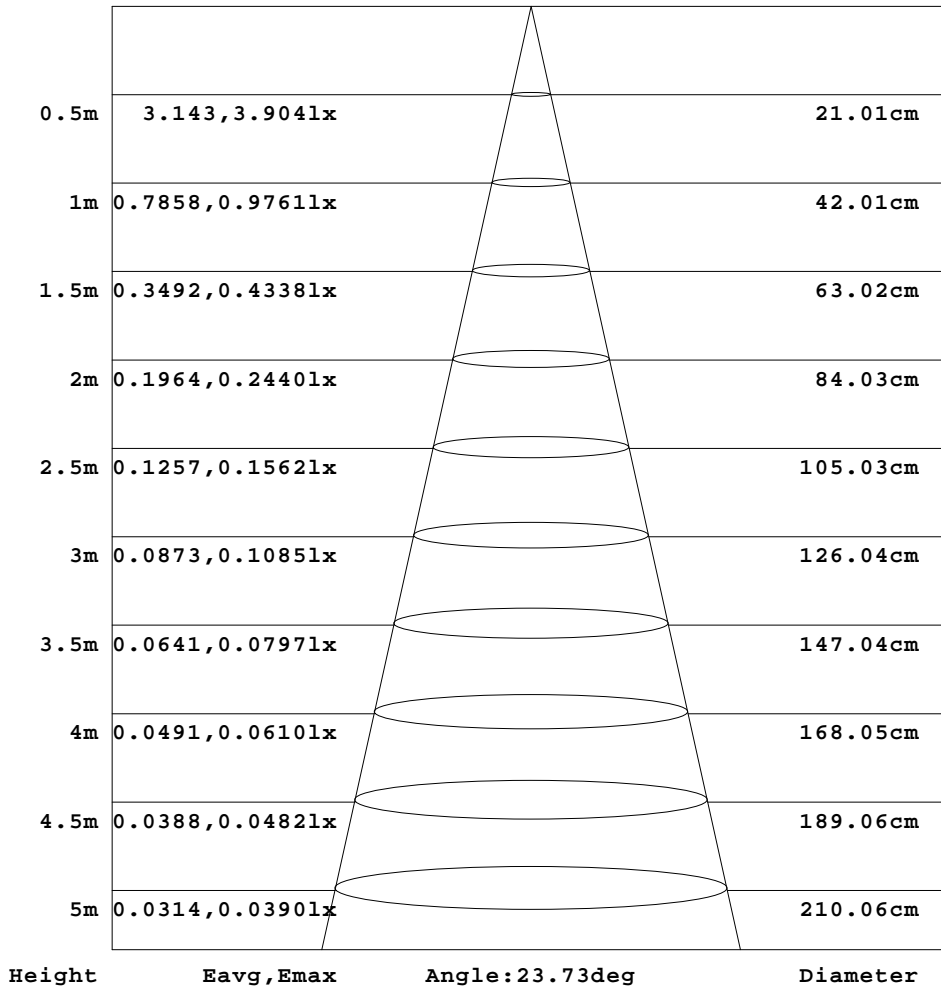 0.5m 3.143,3.904lx 21.01cm
1m 0.7858,0.9761lx 42.01cm
1.5m 0.3492,0.4338lx 63.02cm
2m 0.1964,0.2440lx 84.03cm
2.5m 0.1257,0.1562lx 105.03cm
3m 0.0873,0.1085lx 126.04cm
3.5m 0.0641,0.0797lx 147.04cm
4m 0.0491,0.0610lx 168.05cm
4.5m 0.0388,0.0482lx 189.06cm
5m 0.0314,0.0390lx 210.06cm
Height Eavg,Emax Angle:23.73deg Diameter